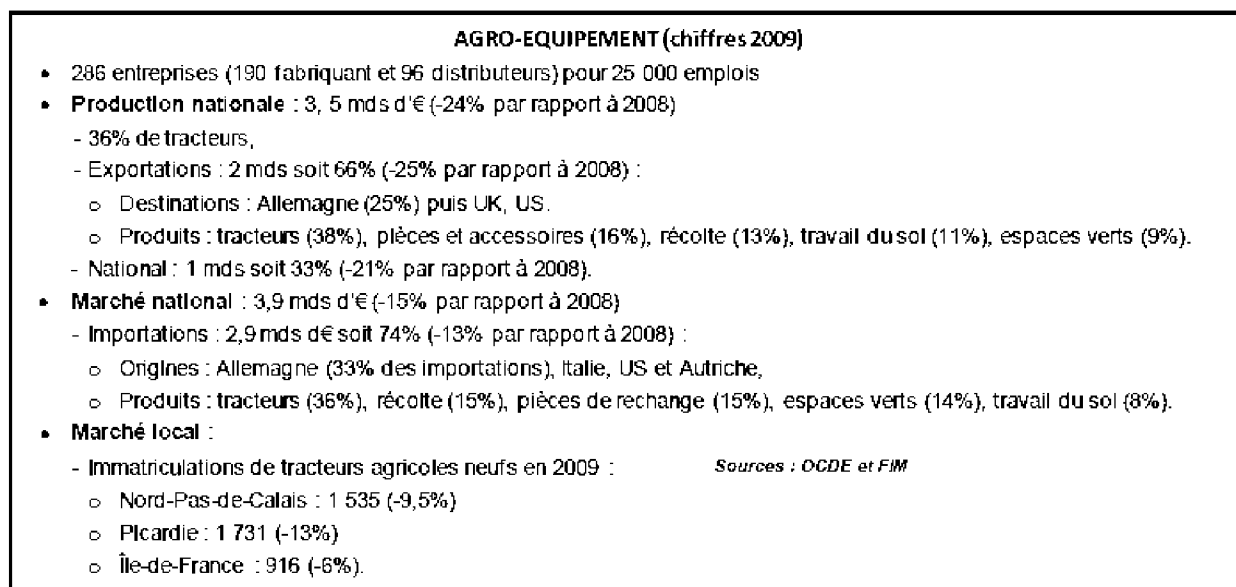 AGRO-EQUIPEMENT (chiffres 2009)
• 286 entreprises (190 fabriquant et 96 distributeurs) pour 25 000 emplois
• Production nationale : 3, 5 mds d'€ (-24% par rapport à 2008)
- 36% de tracteurs,
- Exportations : 2 mds soit 66% (-25% par rapport à 2008) :
o Destinations : Allemagne (25%) puis UK, US.
o Produits : tracteurs (38%), pièces et accessoires (16%), récolte (13%), travail du sol (11%), espaces verts (9%).
- National : 1 mds soit 33% (-21% par rapport à 2008).
• Marché national : 3,9 mds d'€ (-15% par rapport à 2008)
- Importations : 2,9 mds d€ soit 74% (-13% par rapport à 2008) :
o Origines : Allemagne (33% des importations), Italie, US et Autriche,
o Produits : tracteurs (36%), récolte (15%), pièces de rechange (15%), espaces verts (14%), travail du sol (8%).
• Marché local :
- Immatriculations de tracteurs agricoles neufs en 2009 : Sources : OCDE et FIM
o Nord-Pas-de-Calais : 1 535 (-9,5%)
o Picardie : 1 731 (-13%)
o Île-de-France : 916 (-6%).